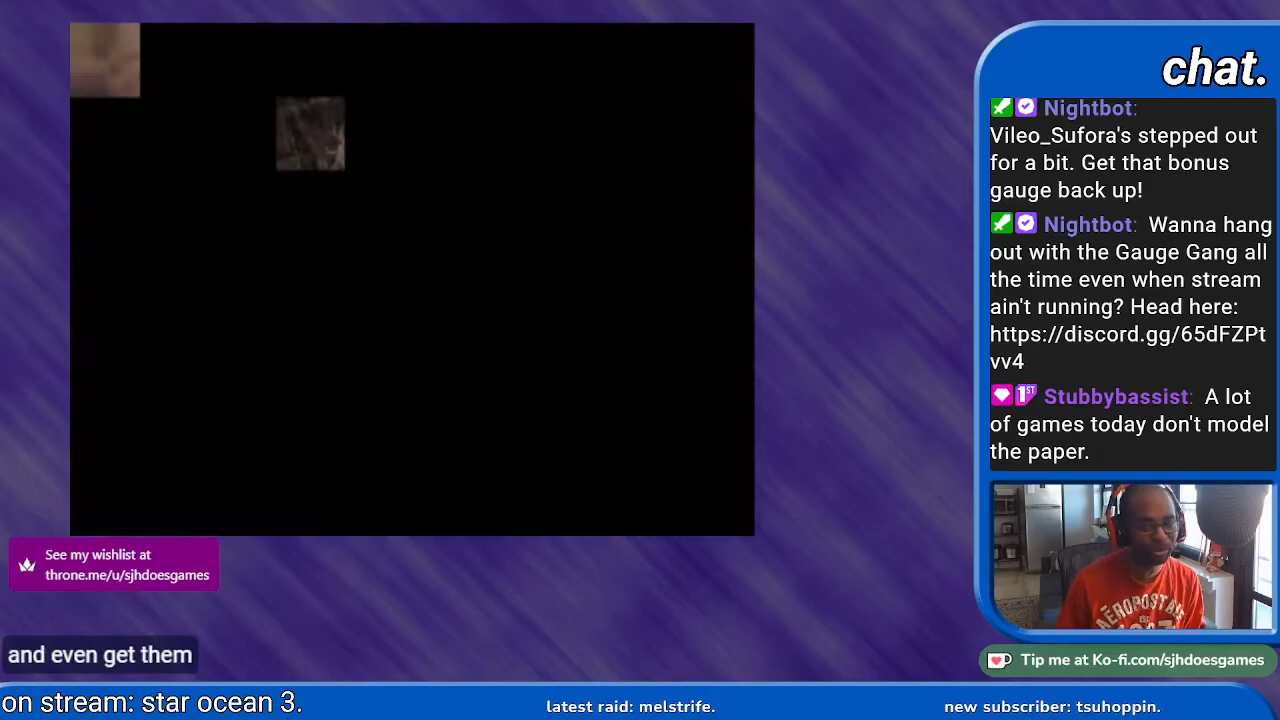 chat.
Nightbot:
Vileo_Sufora's stepped out
for a bit. Get that bonus
gauge back up!
Nightbot: Wanna hang
out with the Gauge Gang all
the time even when stream
ain't running? Head here:
https://discord.gg/65dFZPt
vv4
1ST Stubbybassist: A lot
of games today don't model
the paper.
See my wishlist at
throne.me/u/sjhdoesgames
AÉROPOSTALE
and even get them
Tip me at Ko-fi.com/sjhdoesgames
on stream: star ocean 3.
latest raid: melstrife.
new subscriber: tsuhoppin.